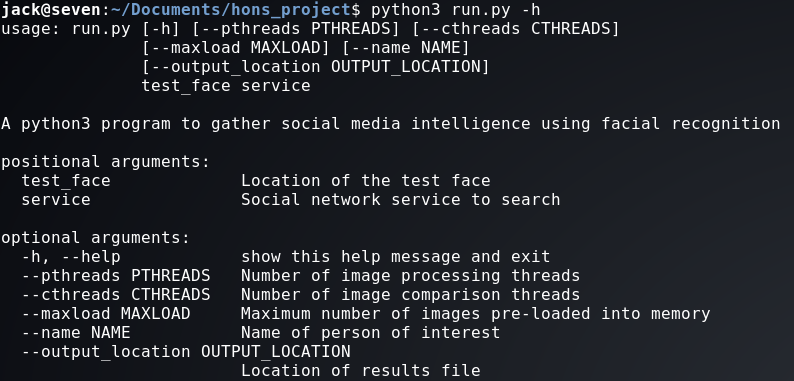 jack@seven:~/Documents/hons_project$ python3 run.py -h
usage: run.py [-h] [--pthreads PTHREADS] [--cthreads CTHREADS]
              [--maxload MAXLOAD] [--name NAME]
              [--output_location OUTPUT_LOCATION]
              test_face service

A python3 program to gather social media intelligence using facial recognition

positional arguments:
  test_face             Location of the test face
  service               Social network service to search

optional arguments:
  -h, --help            show this help message and exit
  --pthreads PTHREADS   Number of image processing threads
  --cthreads CTHREADS   Number of image comparison threads
  --maxload MAXLOAD     Maximum number of images pre-loaded into memory
  --name NAME           Name of person of interest
  --output_location OUTPUT_LOCATION
                        Location of results file